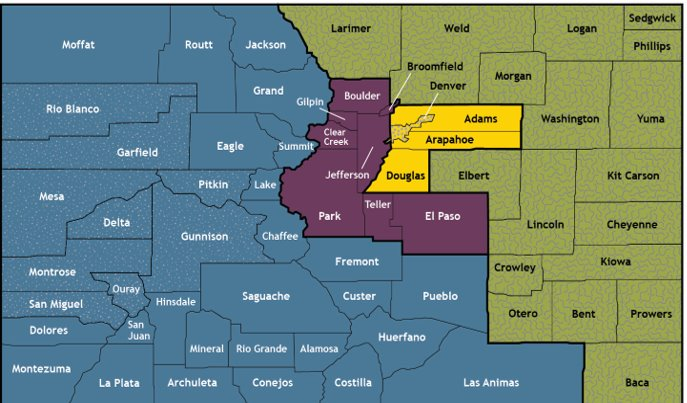 Sedgwick
Larimer
Weld
Logan
Moffat
Routt
Jackson
Phillips
Broomfield
Morgan
Denver
Grand
Boulder
Gilpin
Rio Blanco
Adams
Washington
Yuma
Clear
Creek
Arapahoe
Eagle
Summit
Garfield
Jefferson
Douglas
Elbert
Kit Carson
Pitkin
Lake
Mesa
Teller
Park
El Paso
Delta
Lincoln
Cheyenne
Gunnison
Chaffee
Fremont
Kiowa
Crowley
Montrose
Ouray
Saguache
Custer
Pueblo
San Miguel
Hinsdale
Otero
Bent
Prowers
San
Juan
Dolores
Huerfano
Mineral
Rio Grande
Alamosa
Montezuma
La Plata
Archuleta
Conejos
Costilla
Las Animas
Baca